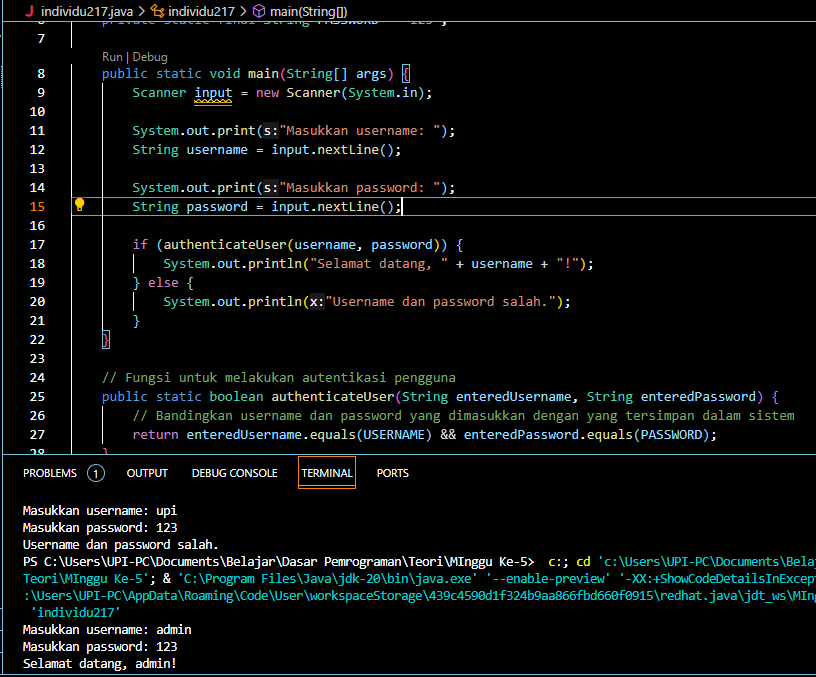 individu217.java > individu217 > main(String[])
7
Run | Debug
8 public static void main(String[] args) {
9 Scanner input = new Scanner(System.in);
10
11 System.out.print(s:"Masukkan username: ");
12 String username = input.nextLine();
13
14 System.out.print(s:"Masukkan password: ");
15 String password = input.nextLine();
16
17 if (authenticateUser(username, password)) {
18 System.out.println("Selamat datang, " + username + "!");
19 } else {
20 System.out.println(x:"Username dan password salah.");
21 }
22 }
23
24 // Fungsi untuk melakukan autentikasi pengguna
25 public static boolean authenticateUser(String enteredUsername, String enteredPassword) {
26 // Bandingkan username dan password yang dimasukkan dengan yang tersimpan dalam sistem
27 return enteredUsername.equals(USERNAME) && enteredPassword.equals(PASSWORD);
28 }
PROBLEMS 1 OUTPUT DEBUG CONSOLE TERMINAL PORTS
Masukkan username: upi
Masukkan password: 123
Username dan password salah.
PS C:\Users\UPI-PC\Documents\Belajar\Dasar Pemrograman\Teori\MInggu Ke-5> c:; cd 'c:\Users\UPI-PC\Documents\Belaj
Teori\MInggu Ke-5'; & 'C:\Program Files\Java\jdk-20\bin\java.exe' '--enable-preview' '-XX:+ShowCodeDetailsInExcept
:\Users\UPI-PC\AppData\Roaming\Code\User\workspaceStorage\439c4590d1f324b9aa866fbd660f0915\redhat.java\jdt_ws\MIng
'individu217'
Masukkan username: admin
Masukkan password: 123
Selamat datang, admin!